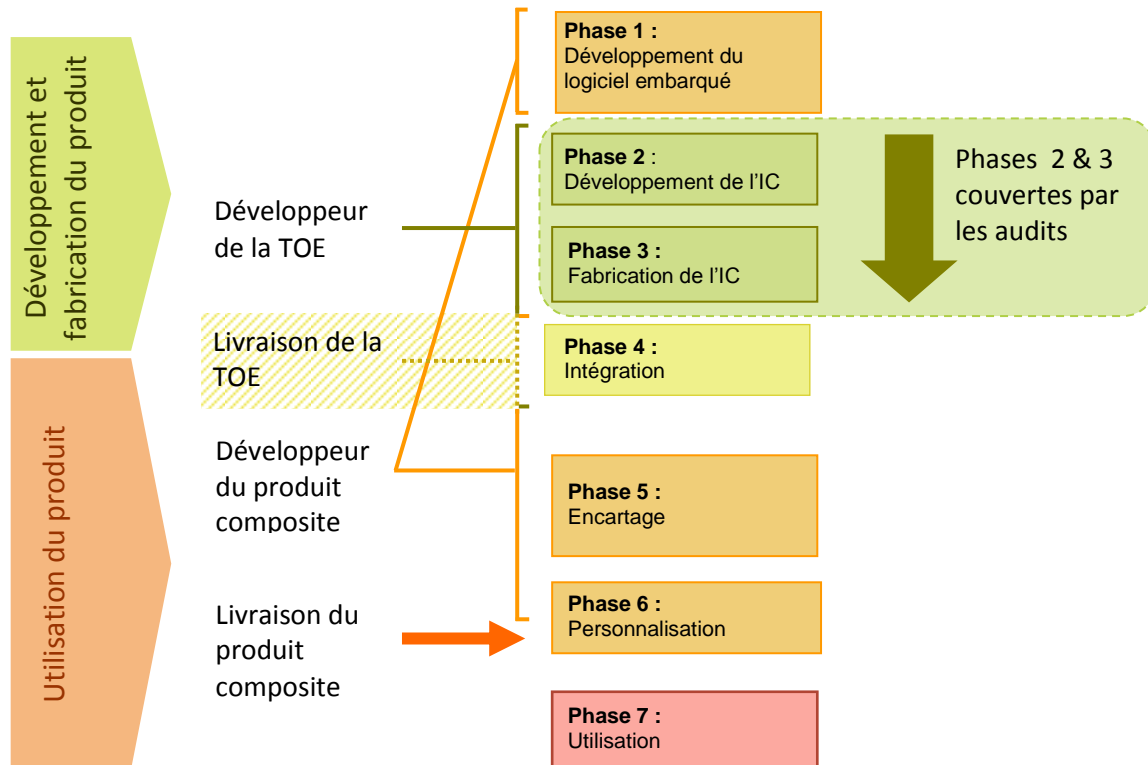 Développement et
fabrication du produit
Utilisation du produit
Développeur
de la TOE
Livraison de la
TOE
Développeur
du produit
composite
Livraison du
produit
composite
Phase 1 :
Développement du
logiciel embarqué
Phase 2 :
Développement de l'IC
Phase 3 :
Fabrication de l'IC
Phases 2 & 3
couvertes par
les audits
Phase 4 :
Intégration
Phase 5 :
Encartage
Phase 6 :
Personnalisation
Phase 7 :
Utilisation